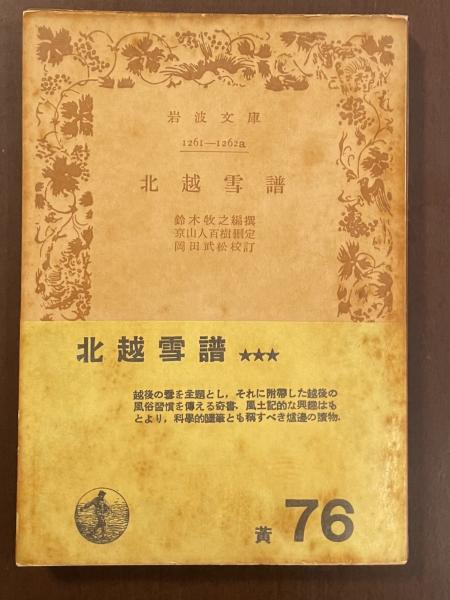 岩波文庫
1261—1262a
北越雪譜
鈴木牧之編撰
京山人百樹刪定
岡田武松校訂
北越雪譜 ★★★
越後の雪を主題とし，それに附帶した越後の
風俗習慣を傳える奇書．風土記的な興趣はも
とより，科學的隨筆とも稱すべき爐邊の讀物．
黃 76